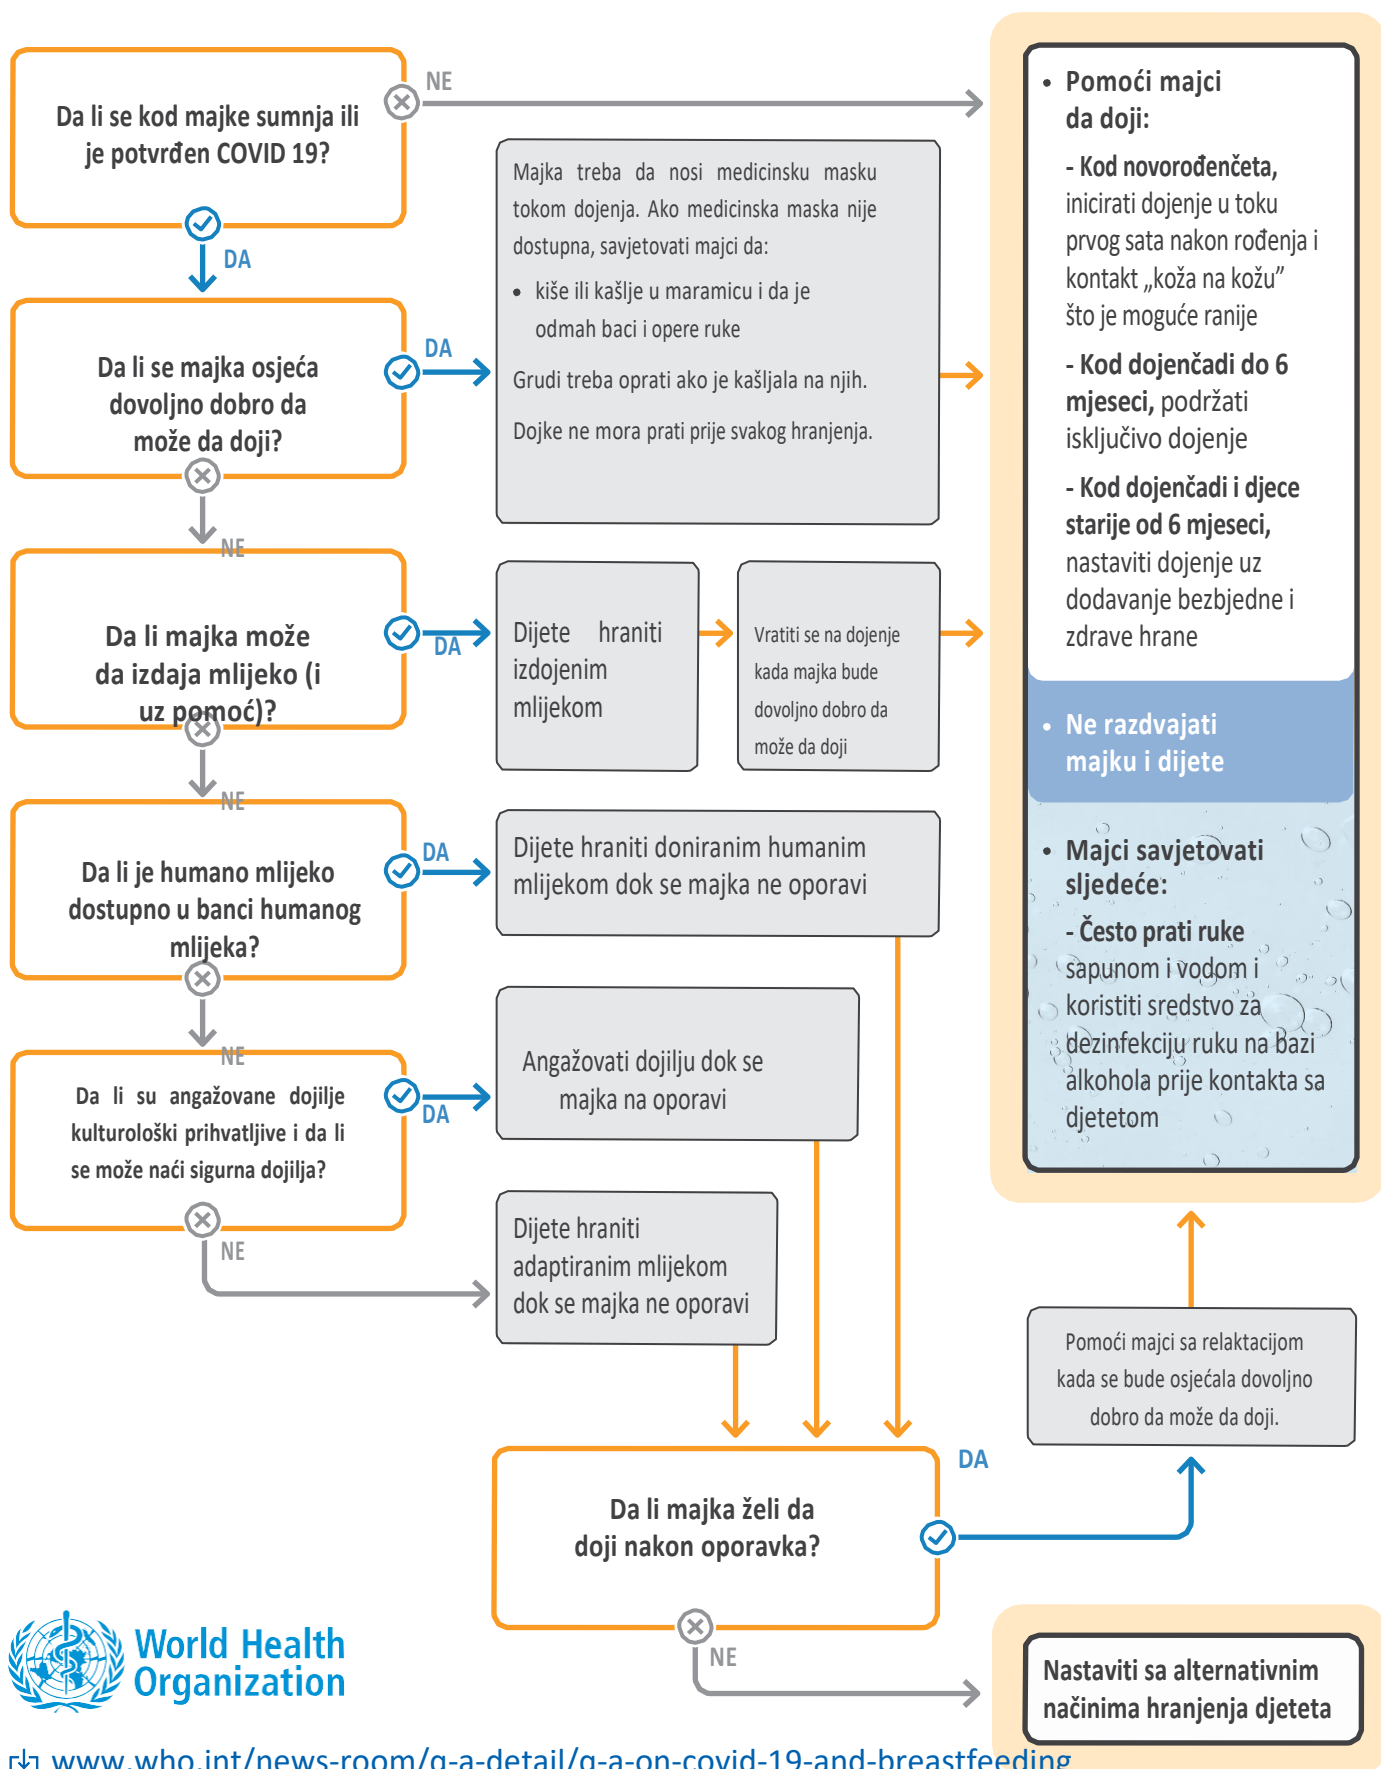 Da li se kod majke sumnja ili
je potvrđen COVID 19?
NE
DA
Majka treba da nosi medicinsku masku
tokom dojenja. Ako medicinska maska nije
dostupna, savjetovati majci da:
• kiše ili kašlje u maramicu i da je
odmah baci i opere ruke
Grudi treba oprati ako je kašljala na njih.
Dojke ne mora prati prije svakog hranjenja.
Da li se majka osjeća
dovoljno dobro da
može da doji?
DA
NE
Da li majka može
da izdaja mlijeko (i
uz pomoć)?
DA
NE
Dijete hraniti
izdojenim
mlijekom
Vratiti se na dojenje
kada majka bude
dovoljno dobro da
može da doji
Da li je humano mlijeko
dostupno u banci humanog
mlijeka?
DA
NE
Dijete hraniti doniranim humanim
mlijekom dok se majka ne oporavi
Da li su angažovane dojilje
kulturološki prihvatljive i da li
se može naći sigurna dojilja?
DA
NE
Angažovati dojilju dok se
majka na oporavi
Dijete hraniti
adaptiranim mlijekom
dok se majka ne oporavi
• Pomoći majci
da doji:
- Kod novorođenčeta,
inicirati dojenje u toku
prvog sata nakon rođenja i
kontakt „koža na kožu”
što je moguće ranije
- Kod dojenčadi do 6
mjeseci, podržati
isključivo dojenje
- Kod dojenčadi i djece
starije od 6 mjeseci,
nastaviti dojenje uz
dodavanje bezbjedne i
zdrave hrane
• Ne razdvajati
majku i dijete
• Majci savjetovati
sljedeće:
- Često prati ruke
sapunom i vodom i
koristiti sredstvo za
dezinfekciju ruku na bazi
alkohola prije kontakta sa
djetetom
Pomoći majci sa relaktacijom
kada se bude osjećala dovoljno
dobro da može da doji.
Da li majka želi da
doji nakon oporavka?
DA
NE
Nastaviti sa alternativnim
načinima hranjenja djeteta
World Health
Organization
www.who.int/news-room/q-a-detail/q-a-on-covid-19-and-breastfeeding